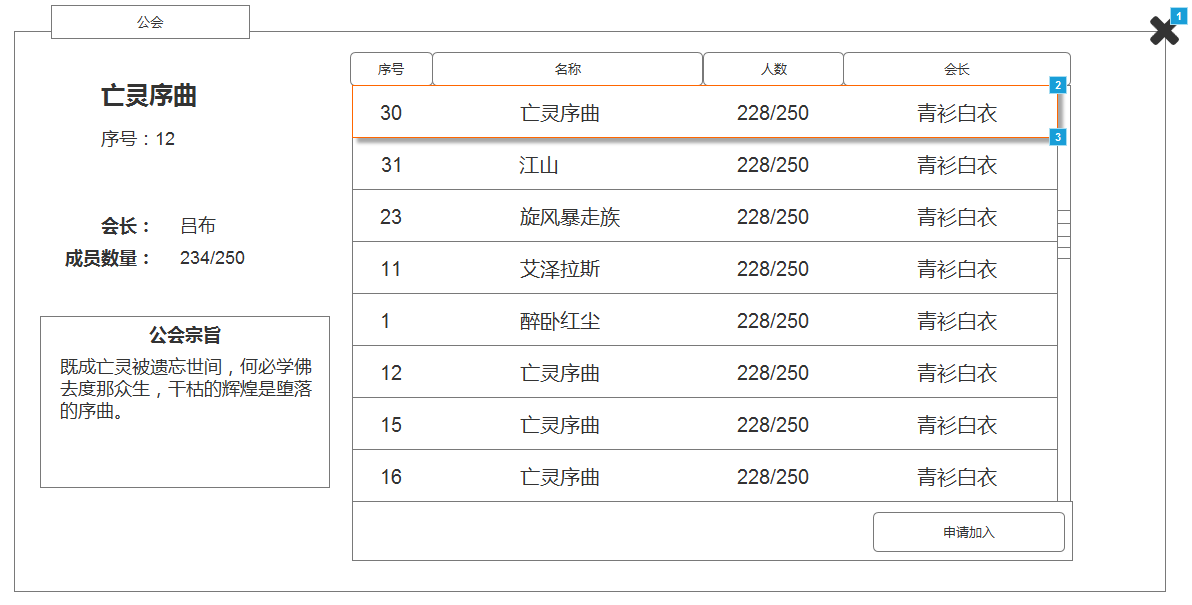 公会
1
亡灵序曲
序号：12
会长： 吕布
成员数量： 234/250
公会宗旨
既成亡灵被遗忘世间，何必学佛
去度那众生，干枯的辉煌是堕落
的序曲。
序号 名称 人数 会长
2
30 亡灵序曲 228/250 青衫白衣
3
31 江山 228/250 青衫白衣
23 旋风暴走族 228/250 青衫白衣
11 艾泽拉斯 228/250 青衫白衣
1 醉卧红尘 228/250 青衫白衣
12 亡灵序曲 228/250 青衫白衣
15 亡灵序曲 228/250 青衫白衣
16 亡灵序曲 228/250 青衫白衣
申请加入